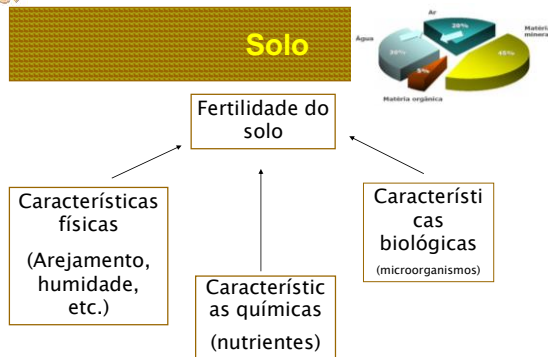 Solo
Ar
20%
Água
Matéria
minera
45%
5%
Matéria orgânica
Fertilidade do
solo
Características
físicas
(Arejamento,
humidade,
etc.)
Característic
as químicas
(nutrientes)
Característi
cas
biológicas
(microorganismos)